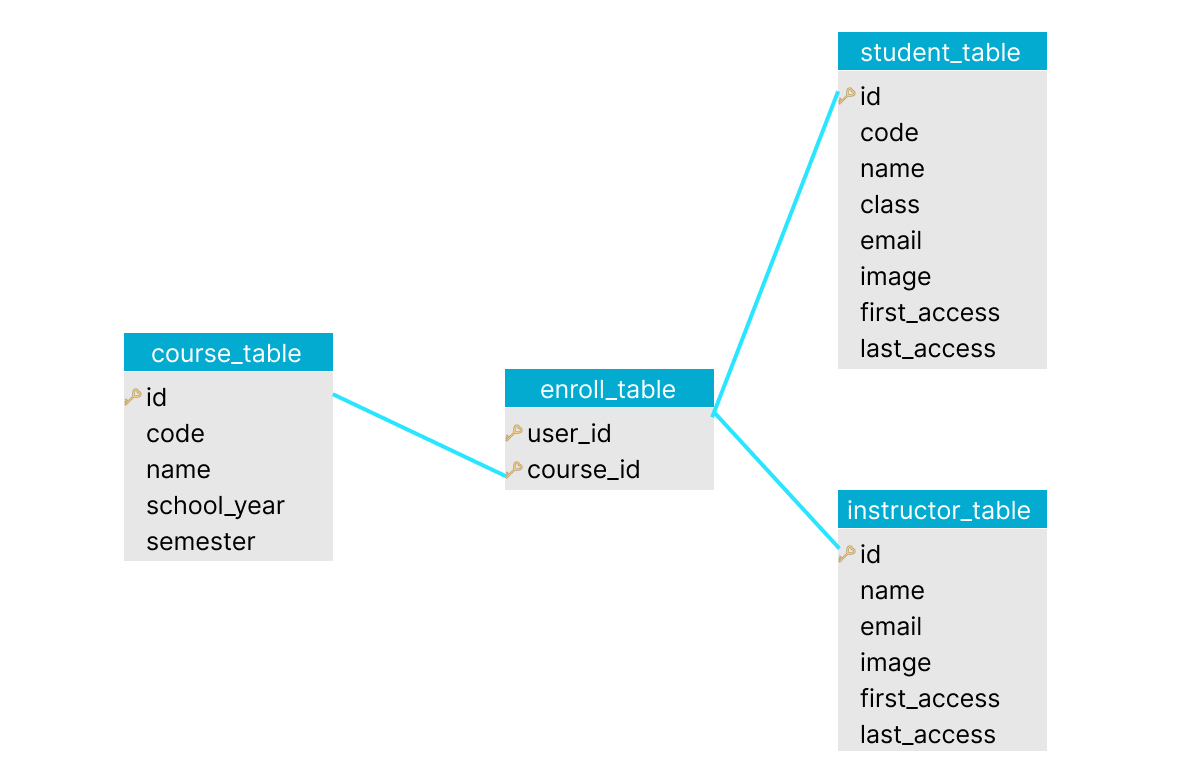 student_table
id
code
name
class
email
image
first_access
last_access
course_table
id
code
name
school_year
semester
enroll_table
user_id
course_id
instructor_table
id
name
email
image
first_access
last_access